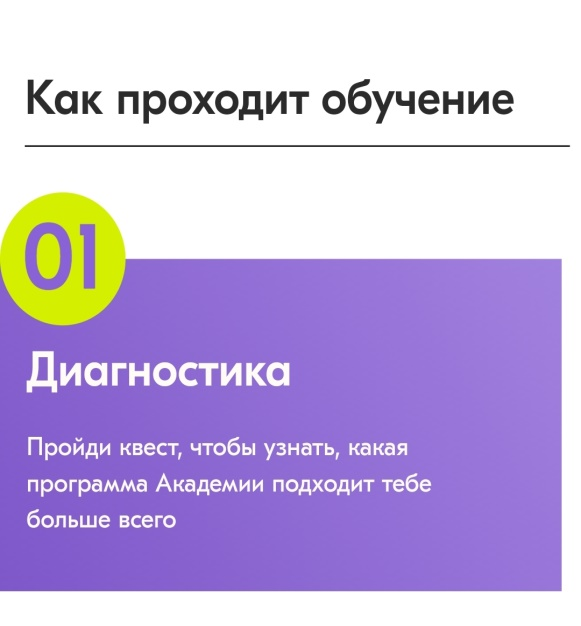 Как проходит обучение
01
Диагностика
Пройди квест, чтобы узнать, какая
программа Академии подходит тебе
больше всего